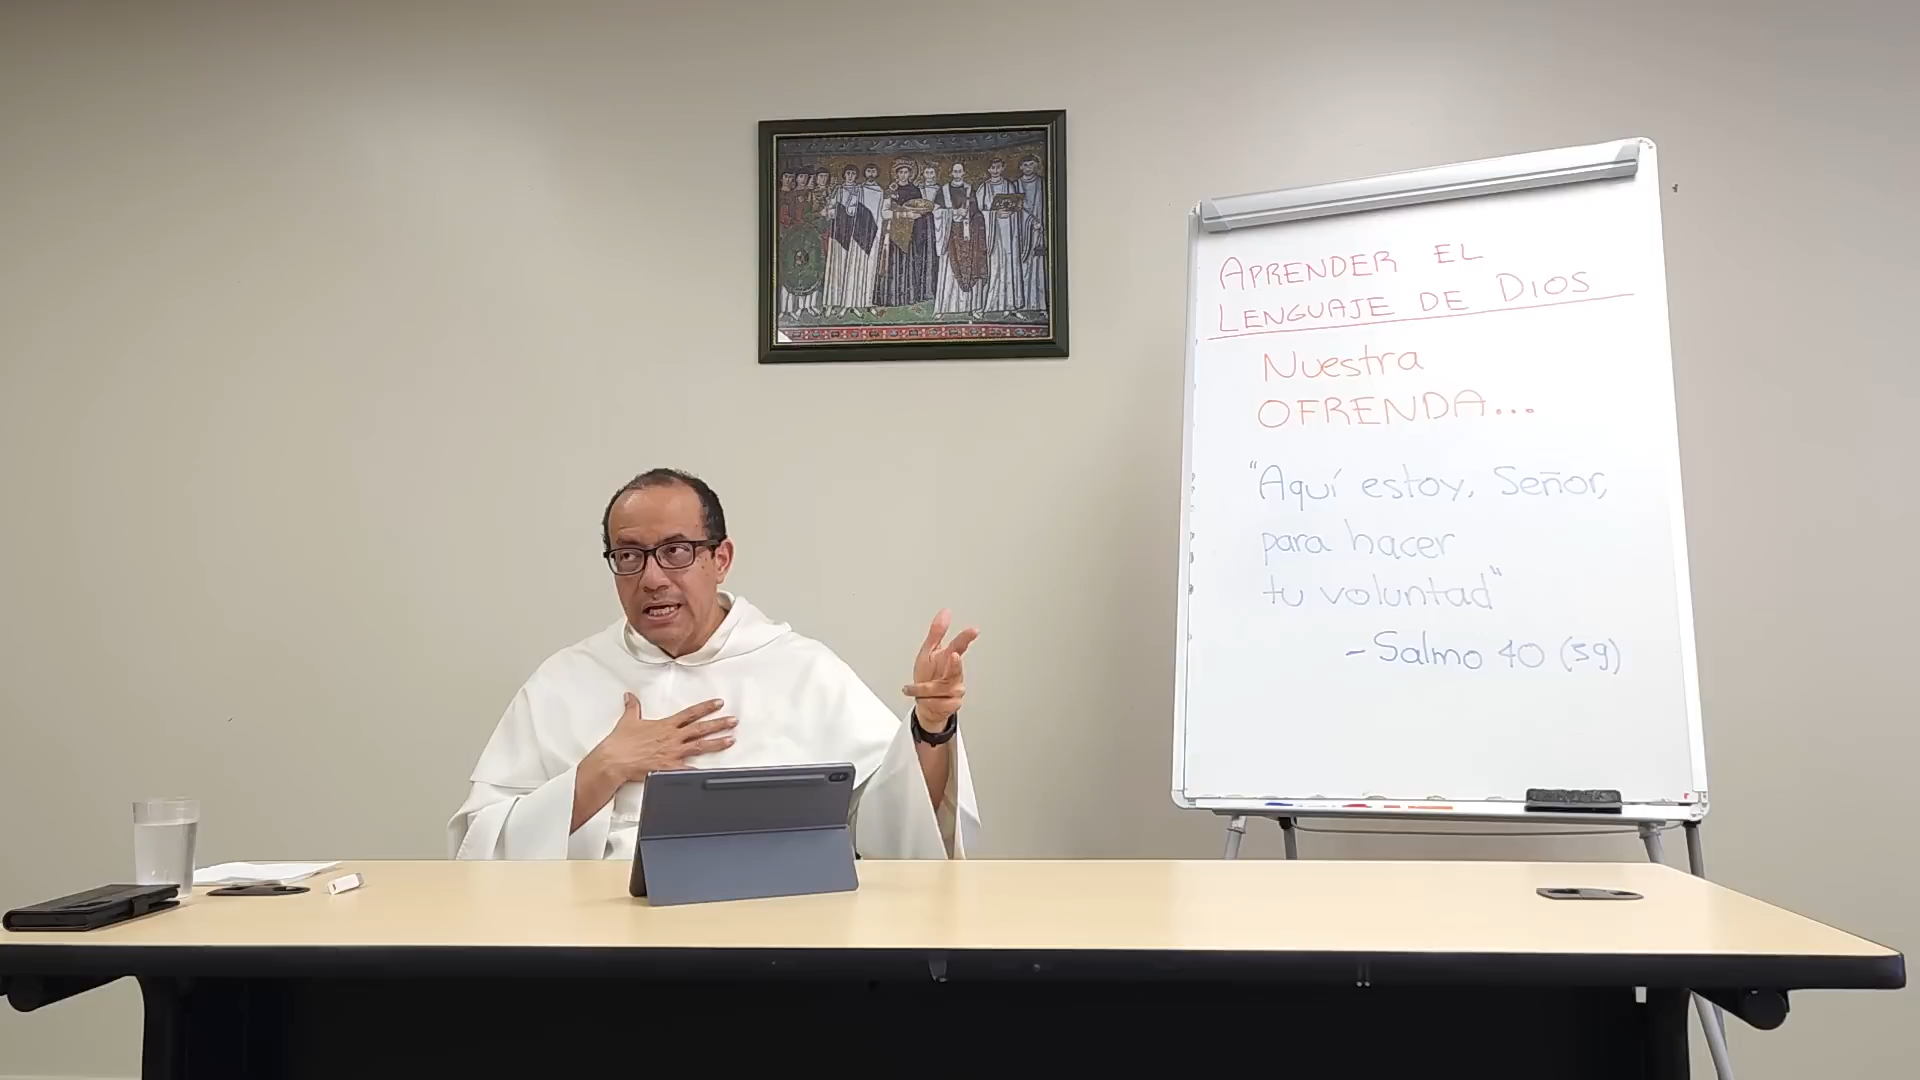 APRENDER EL
LENGUAJE DE DIOS
Nuestra
OFRENDA...
"Aquí estoy, Señor,
para hacer
tu voluntad"
- Salmo 40 (39)